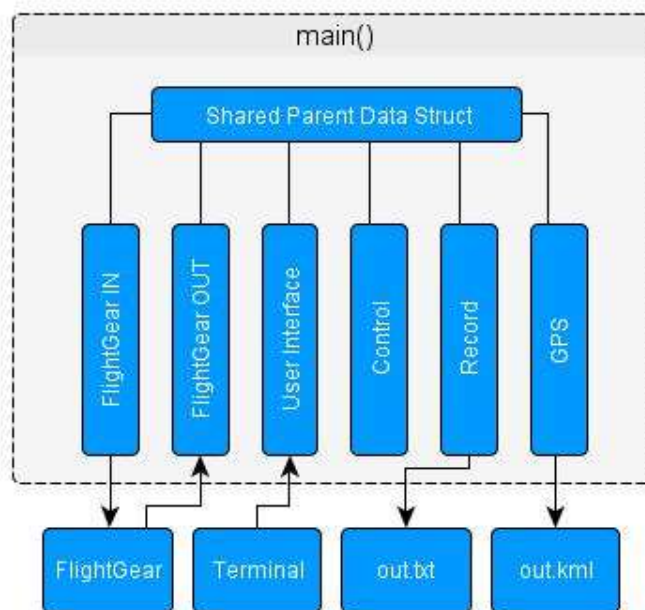 main()
Shared Parent Data Struct
FlightGear IN
FlightGear OUT
User Interface
Control
Record
GPS
FlightGear
Terminal
out.txt
out.kml